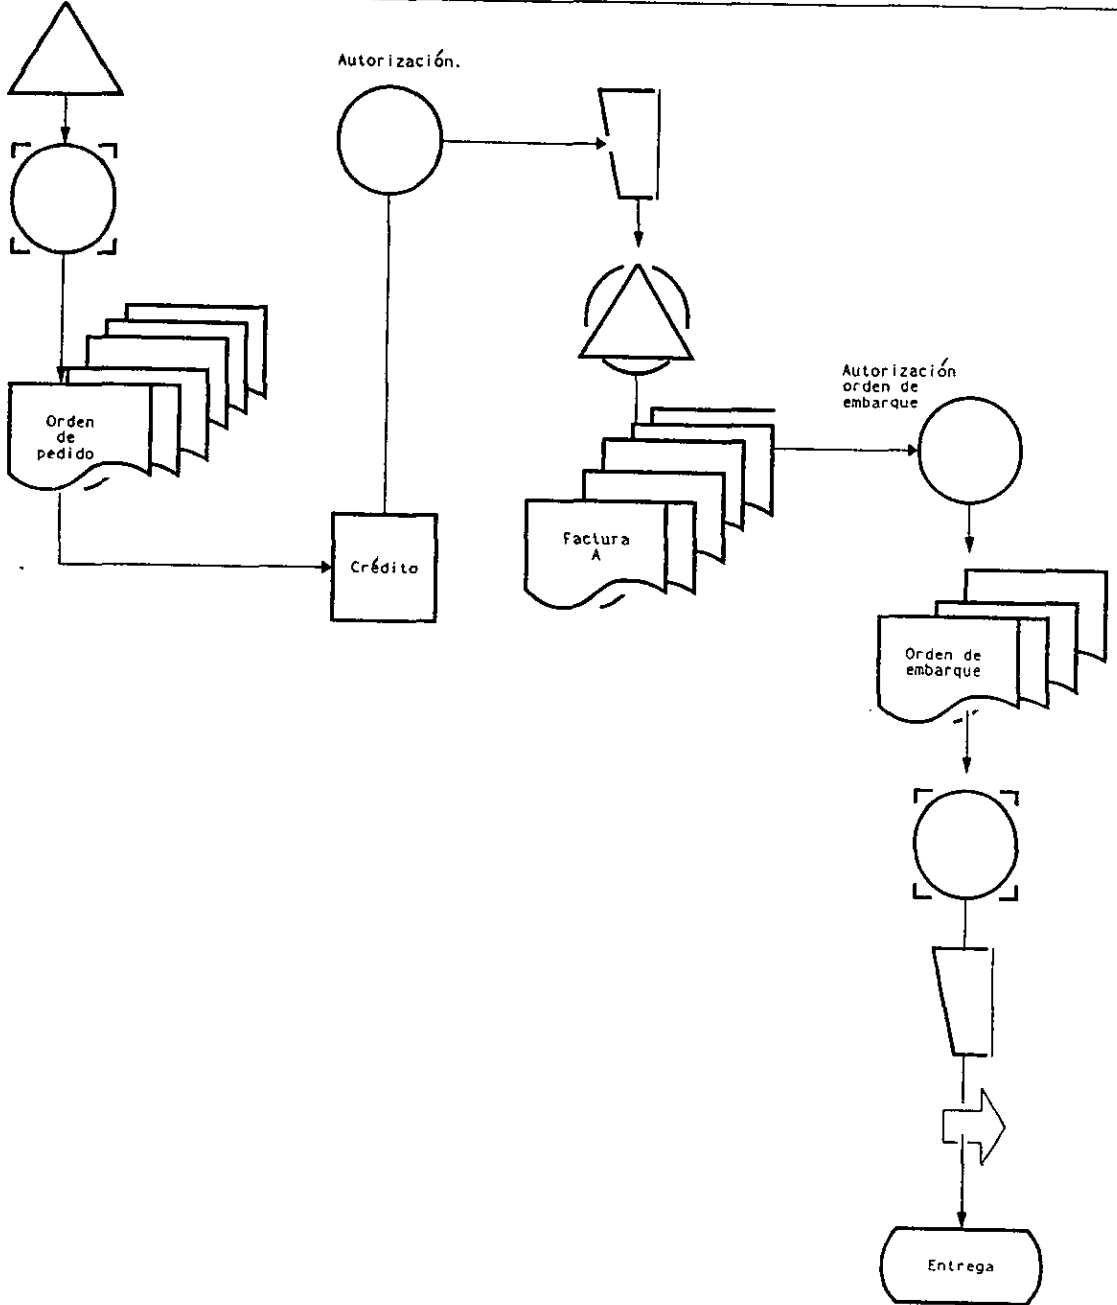 Autorización.
Orden
de
pedido
Crédito
Factura
A
Autorización
orden de
embarque
Orden de
embarque
Entrega